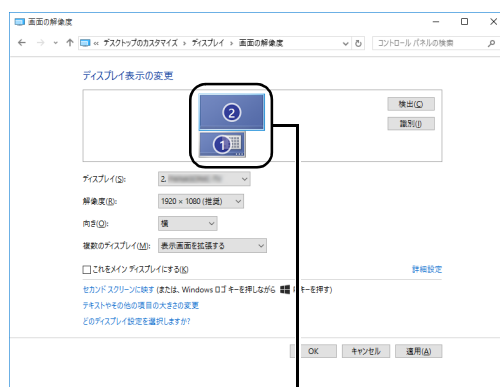 画面の解像度
« デスクトップのカスタマイズ › ディスプレイ › 画面の解像度
コントロール パネルの検索
ディスプレイ表示の変更
2
1
検出(C)
識別(I)
ディスプレイ(S): 2.
解像度(R): 1920 × 1080 (推奨)
向き(O): 横
複数のディスプレイ(M): 表示画面を拡張する
これをメイン ディスプレイにする(K)
詳細設定
セカンド スクリーンに映す (または、Windows ロゴ キーを押しながら キーを押す)
テキストやその他の項目の大きさの変更
どのディスプレイ設定を選択しますか?
OK キャンセル 適用(A)